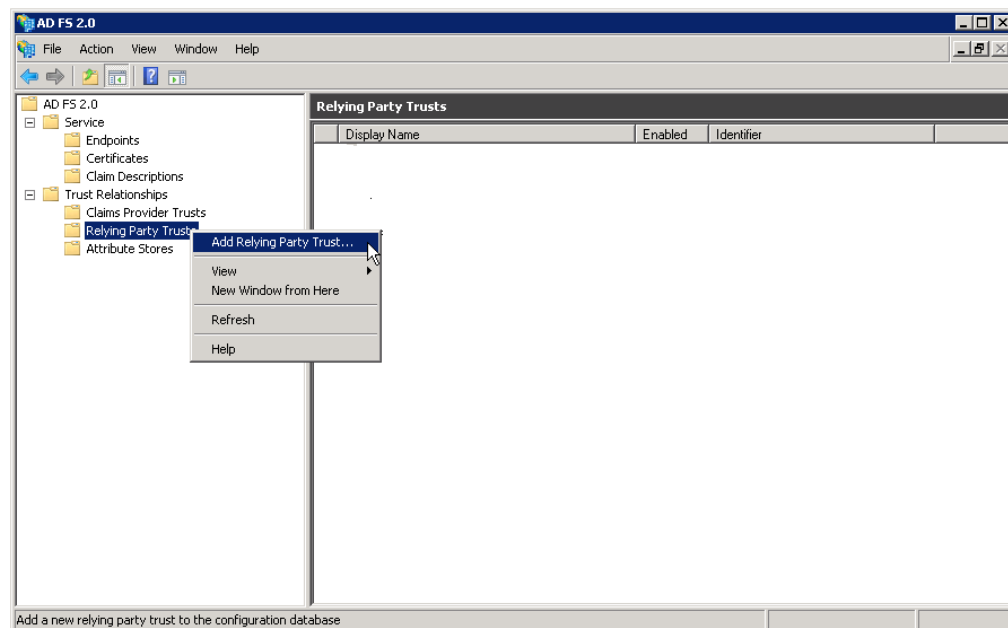 AD FS 2.0
File Action View Window Help
AD FS 2.0
Service
Endpoints
Certificates
Claim Descriptions
Trust Relationships
Claims Provider Trusts
Relying Party Trusts
Attribute Stores
Relying Party Trusts
Display Name Enabled Identifier
Add Relying Party Trust...
View
New Window from Here
Refresh
Help
Add a new relying party trust to the configuration database